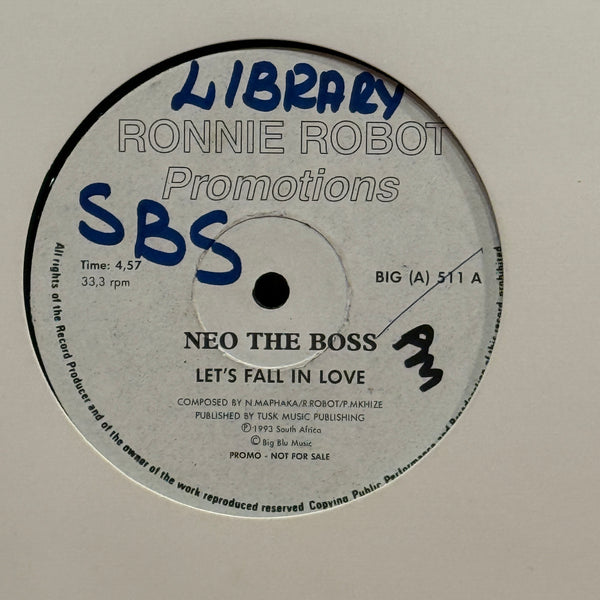 LIBRARY
RONNIE ROBOT
Promotions
SBS
Time: 4,57
33,3 rpm
BIG (A) 511 A
NEO THE BOSS
AM
LET'S FALL IN LOVE
COMPOSED BY N.MAPHAKA/R.ROBOT/P.MKHIZE
PUBLISHED BY TUSK MUSIC PUBLISHING
Ⓟ 1993 South Africa
© Big Blu Music
PROMO - NOT FOR SALE
All rights of the Record Producer and of the owner of the work reproduced reserved Copying Public Performance and of this record prohibited